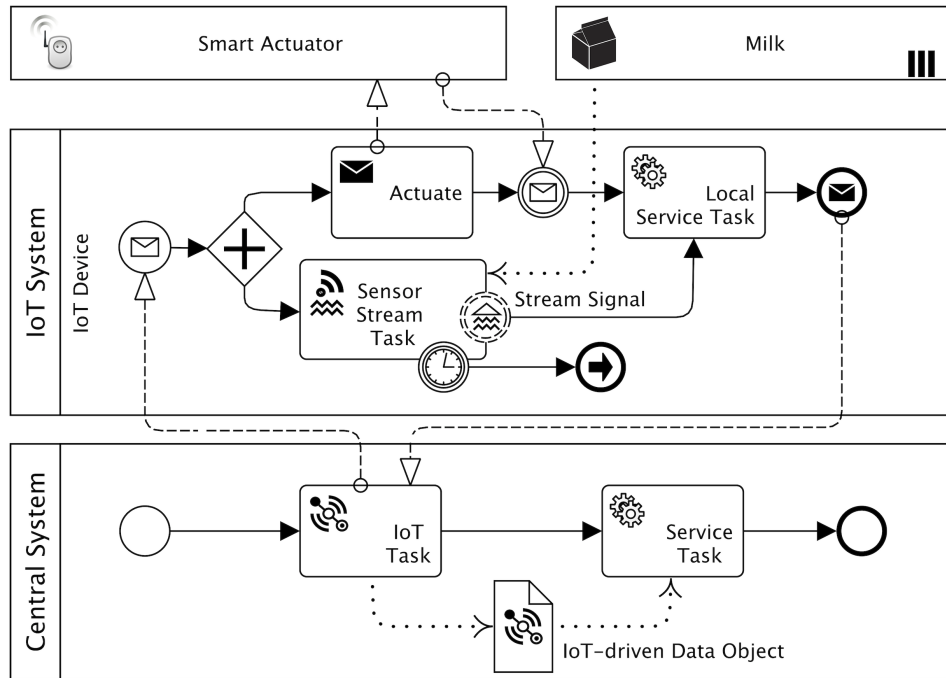 Smart Actuator
Milk
IoT System
IoT Device
Actuate
Local
Service Task
Sensor
Stream
Task
Stream Signal
Central System
IoT
Task
Service
Task
IoT-driven Data Object